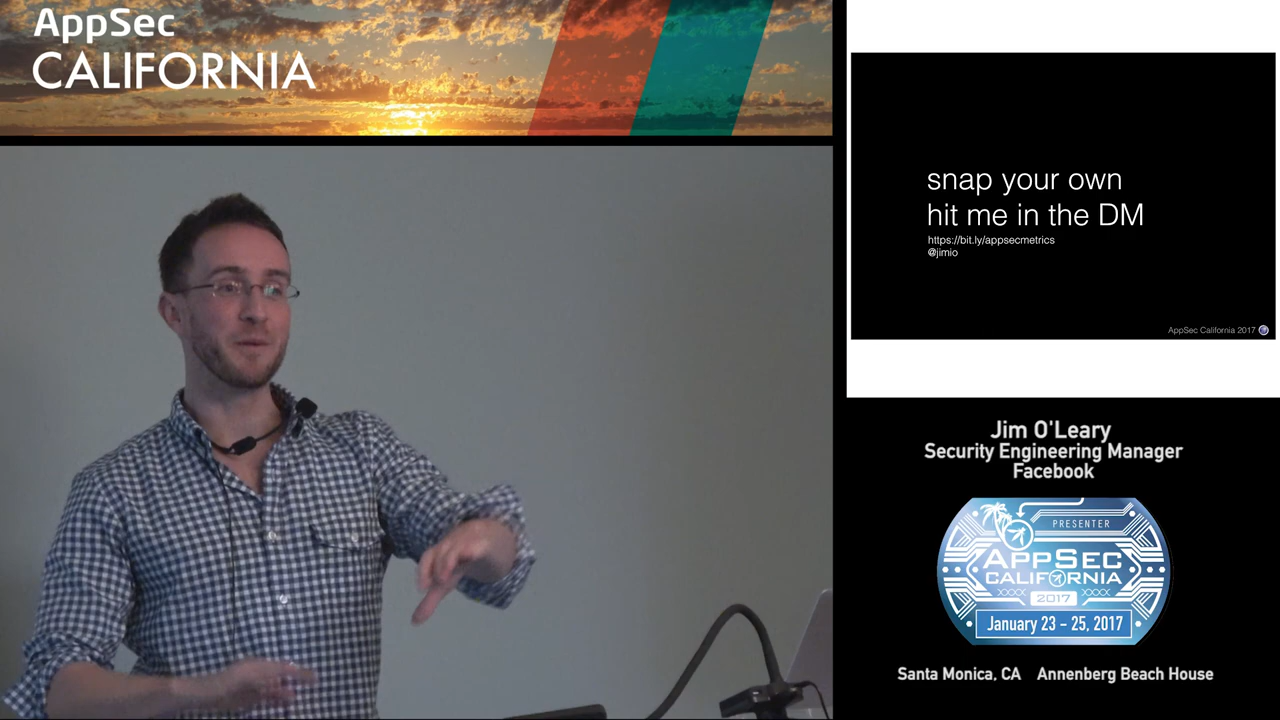 AppSec
CALIFORNIA
snap your own
hit me in the DM
https://bit.ly/appsecmetrics
@jimio
AppSec California 2017
Jim O'Leary
Security Engineering Manager
Facebook
PRESENTER
APPSEC
CALIFORNIA
2017
January 23 - 25, 2017
Santa Monica, CA Annenberg Beach House